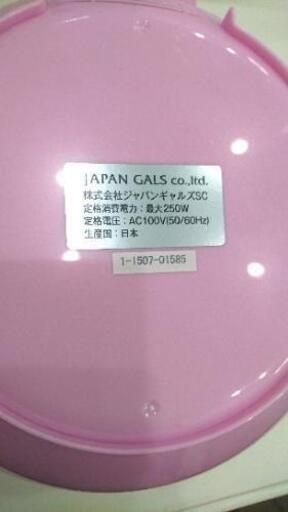 JAPAN GALS co.,ltd.
株式会社ジャパンギャルズSC
定格消費電力：最大250W
定格電圧：AC100V(50/60Hz)
生産国：日本
1-1507-01585